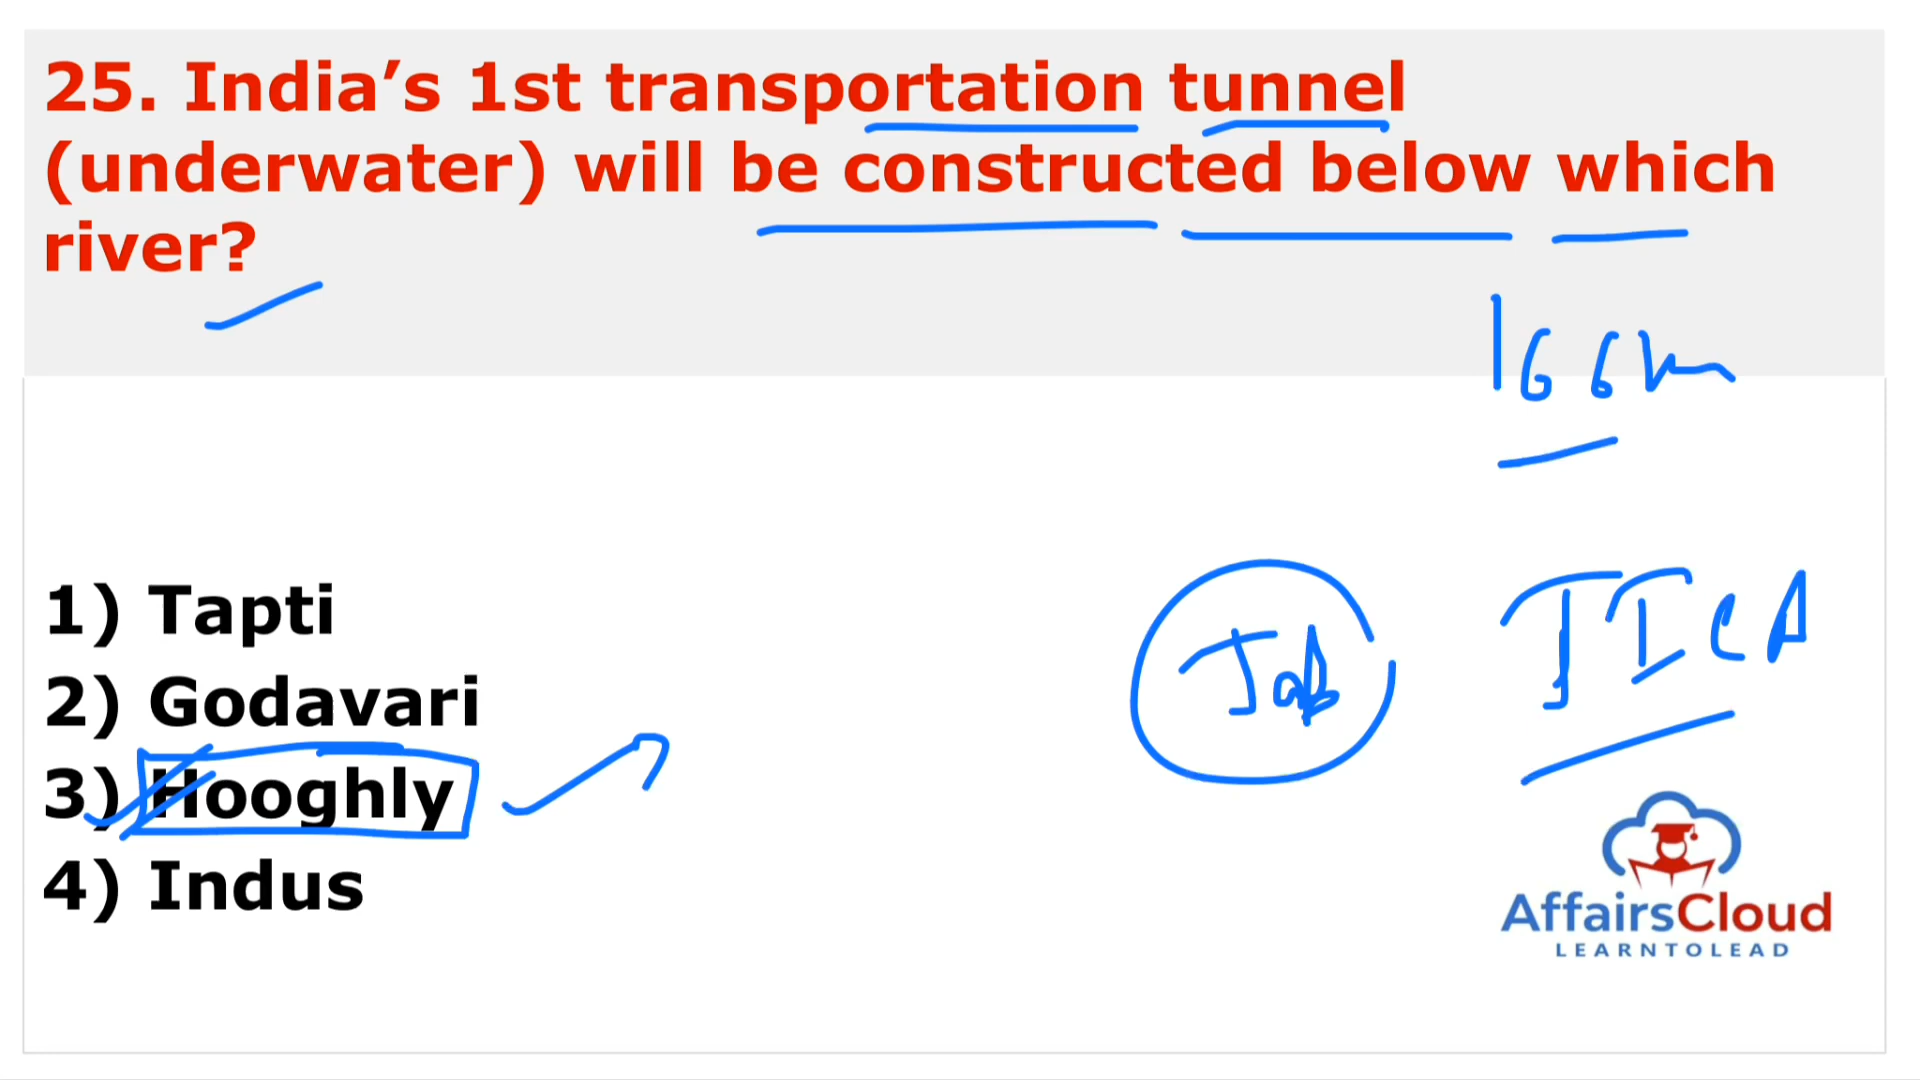 25. India’s 1st transportation tunnel
(underwater) will be constructed below which
river?
1) Tapti
2) Godavari
3) Hooghly
4) Indus
JICA
AffairsCloud
LEARNTOLEAD